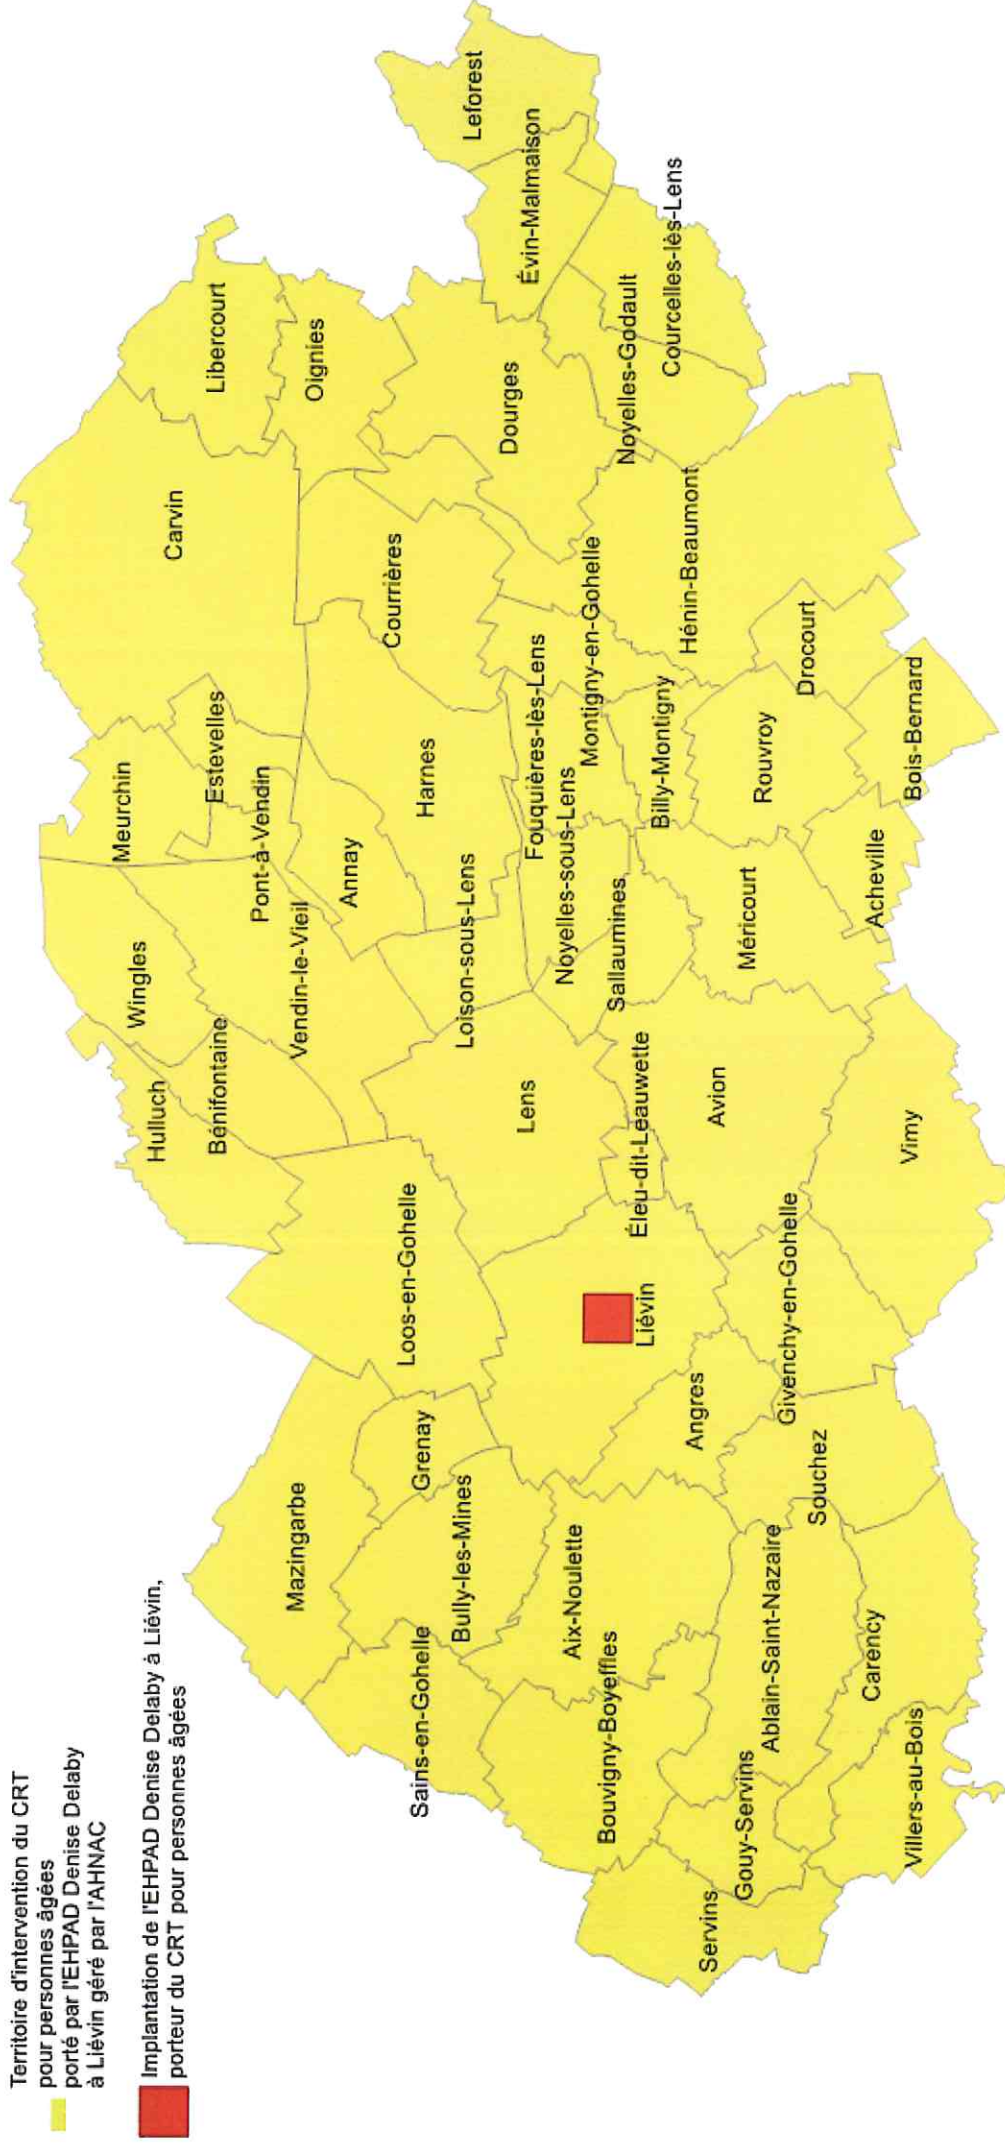 Territoire d'intervention du CRT
pour personnes âgées
porté par l'EHPAD Denise Delaby
à Liévin géré par l'AHNAC
Implantation de l'EHPAD Denise Delaby à Liévin,
porteur du CRT pour personnes âgées
Meurchin
Wingles
Hulluch
Carvin
Libercourt
Estevelles
Bénifontaine
Pont-à-Vendin
Vendin-le-Vieil
Oignies
Mazingarbe
Annay
Courrières
Loos-en-Gohelle
Grenay
Harnes
Sains-en-Gohelle
Bully-les-Mines
Loison-sous-Lens
Leforest
Dourges
Lens
Évin-Malmaison
Fouquières-lès-Lens
Aix-Noulette
Noyelles-sous-Lens
Montigny-en-Gohelle
Bouvigny-Boyeffles
Sallaumines
Noyelles-Godault
Liévin
Éleu-dit-Leauwette
Billy-Montigny
Courcelles-lès-Lens
Hénin-Beaumont
Angres
Servins
Avion
Gouy-Servins
Méricourt
Rouvroy
Ablain-Saint-Nazaire
Givenchy-en-Gohelle
Drocourt
Souchez
Carency
Acheville
Villers-au-Bois
Vimy
Bois-Bernard